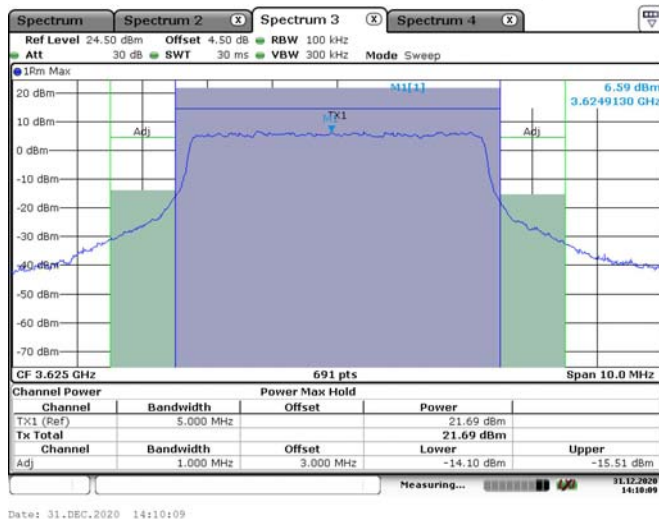 Spectrum Spectrum 2 X Spectrum 3 X Spectrum 4 X
Ref Level 24.50 dBm Offset 4.50 dB RBW 100 kHz
Att 30 dB SWT 30 ms VBW 300 kHz Mode Sweep
1Rm Max
M1[1] 6.59 dBm
3.6249130 GHz
20 dBm
10 dBm
TX1
Adj Adj
0 dBm
-10 dBm
-20 dBm
-30 dBm
-40 dBm
-50 dBm
-60 dBm
-70 dBm
CF 3.625 GHz 691 pts Span 10.0 MHz
Channel Power Power Max Hold
Channel Bandwidth Offset Power
TX1 (Ref) 5.000 MHz 21.69 dBm
Tx Total 21.69 dBm
Channel Bandwidth Offset Lower Upper
Adj 1.000 MHz 3.000 MHz -14.10 dBm -15.51 dBm
Measuring... 31.12.2020
14:10:09
Date: 31.DEC.2020 14:10:09